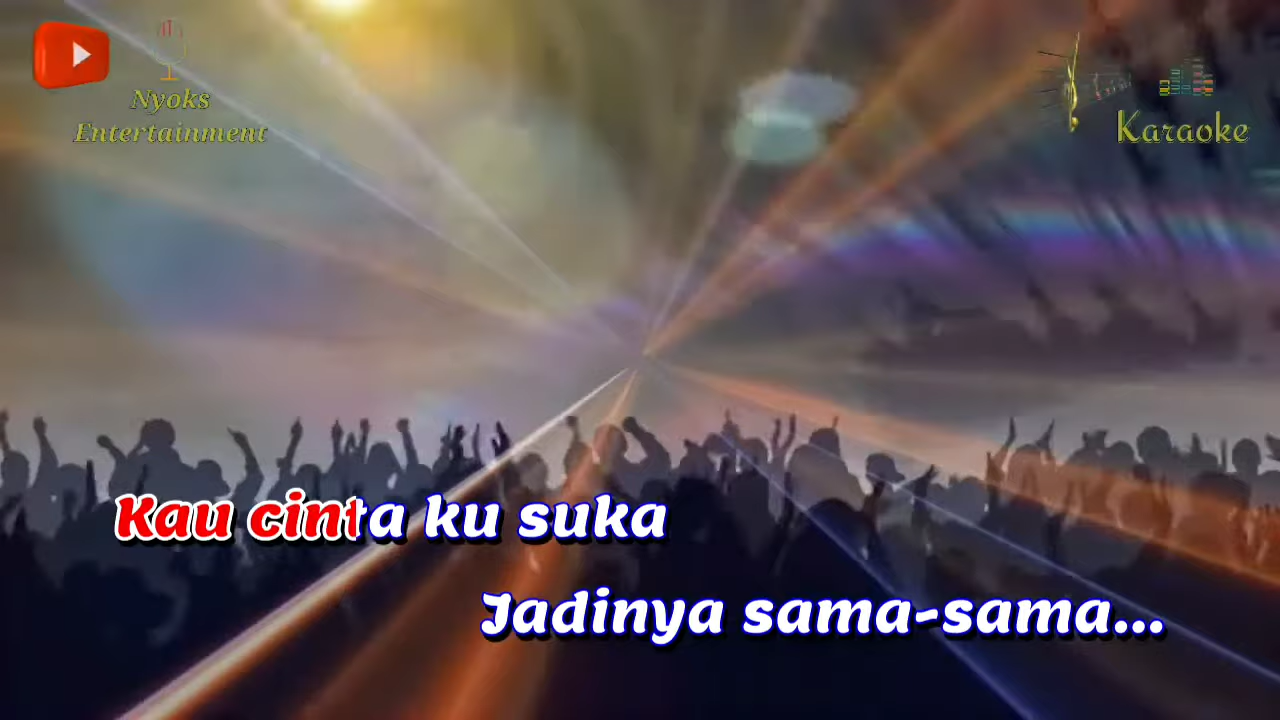 Nyoks
Entertainment
Karaoke
Kau cinta ku suka
Jadinya sama-sama...